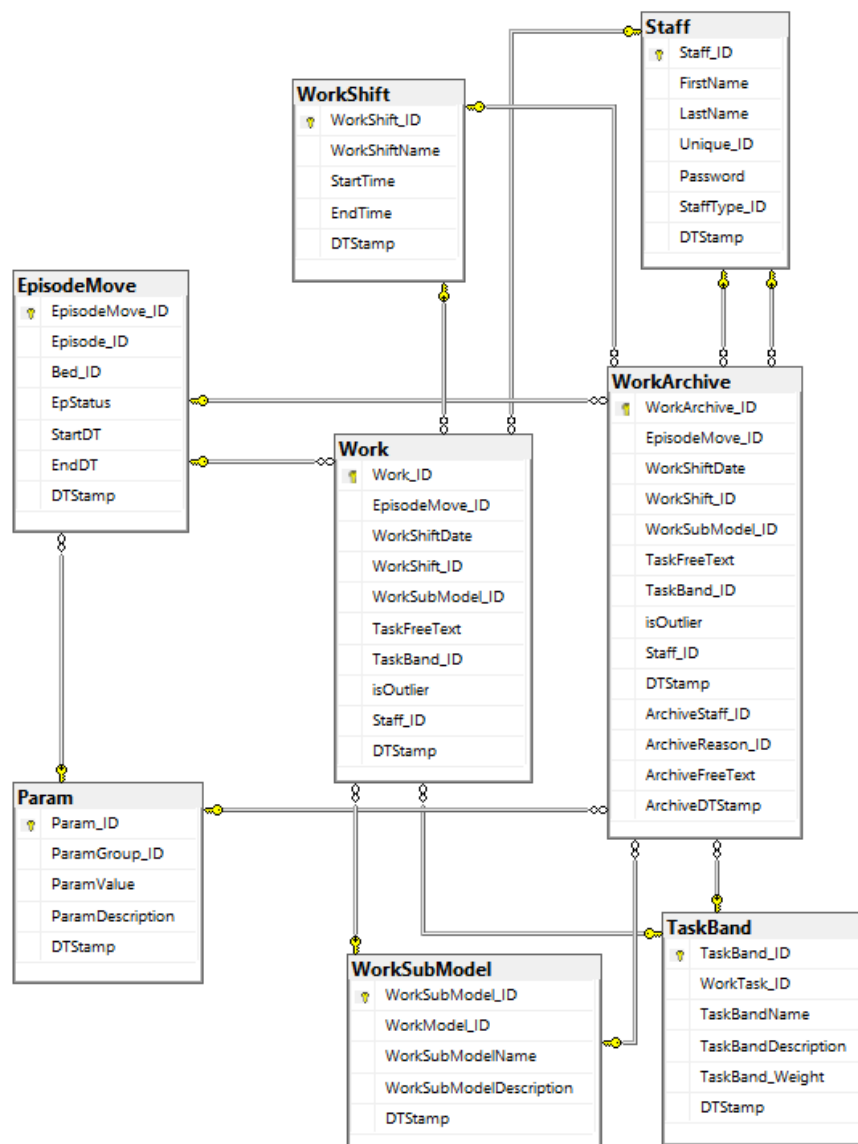 Staff
Staff_ID
FirstName
LastName
Unique_ID
Password
StaffType_ID
DTStamp
WorkShift
WorkShift_ID
WorkShiftName
StartTime
EndTime
DTStamp
EpisodeMove
EpisodeMove_ID
Episode_ID
Bed_ID
EpStatus
StartDT
EndDT
DTStamp
WorkArchive
WorkArchive_ID
EpisodeMove_ID
WorkShiftDate
WorkShift_ID
WorkSubModel_ID
TaskFreeText
TaskBand_ID
isOutlier
Staff_ID
DTStamp
ArchiveStaff_ID
ArchiveReason_ID
ArchiveFreeText
ArchiveDTStamp
Work
Work_ID
EpisodeMove_ID
WorkShiftDate
WorkShift_ID
WorkSubModel_ID
TaskFreeText
TaskBand_ID
isOutlier
Staff_ID
DTStamp
Param
Param_ID
ParamGroup_ID
ParamValue
ParamDescription
DTStamp
WorkSubModel
WorkSubModel_ID
WorkModel_ID
WorkSubModelName
WorkSubModelDescription
DTStamp
TaskBand
TaskBand_ID
WorkTask_ID
TaskBandName
TaskBandDescription
TaskBand_Weight
DTStamp